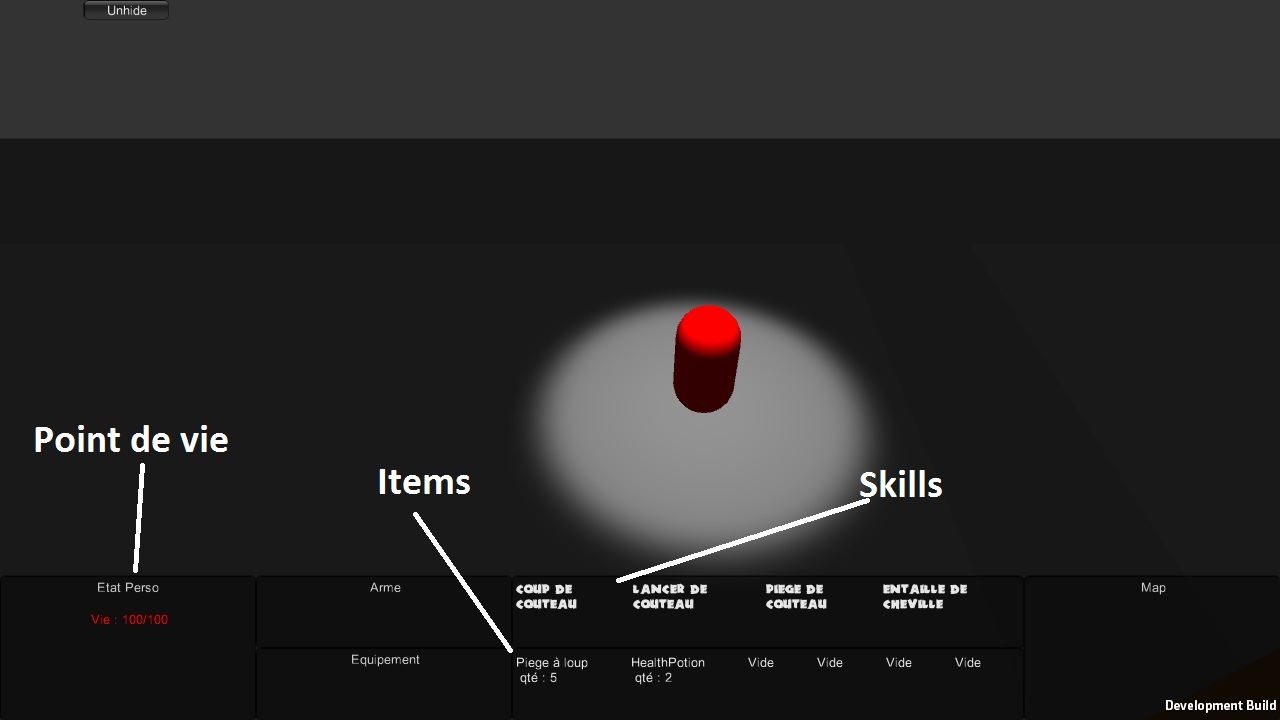 Unhide
Point de vie
Items
Skills
Etat Perso
Vie : 100/100
Arme
Equipement
COUP DE
COUTEAU
LANCER DE
COUTEAU
PIEGE DE
COUTEAU
ENTAILLE DE
CHEVILLE
Piege à loup
qté : 5
HealthPotion
qté : 2
Vide
Vide
Vide
Vide
Map
Development Build